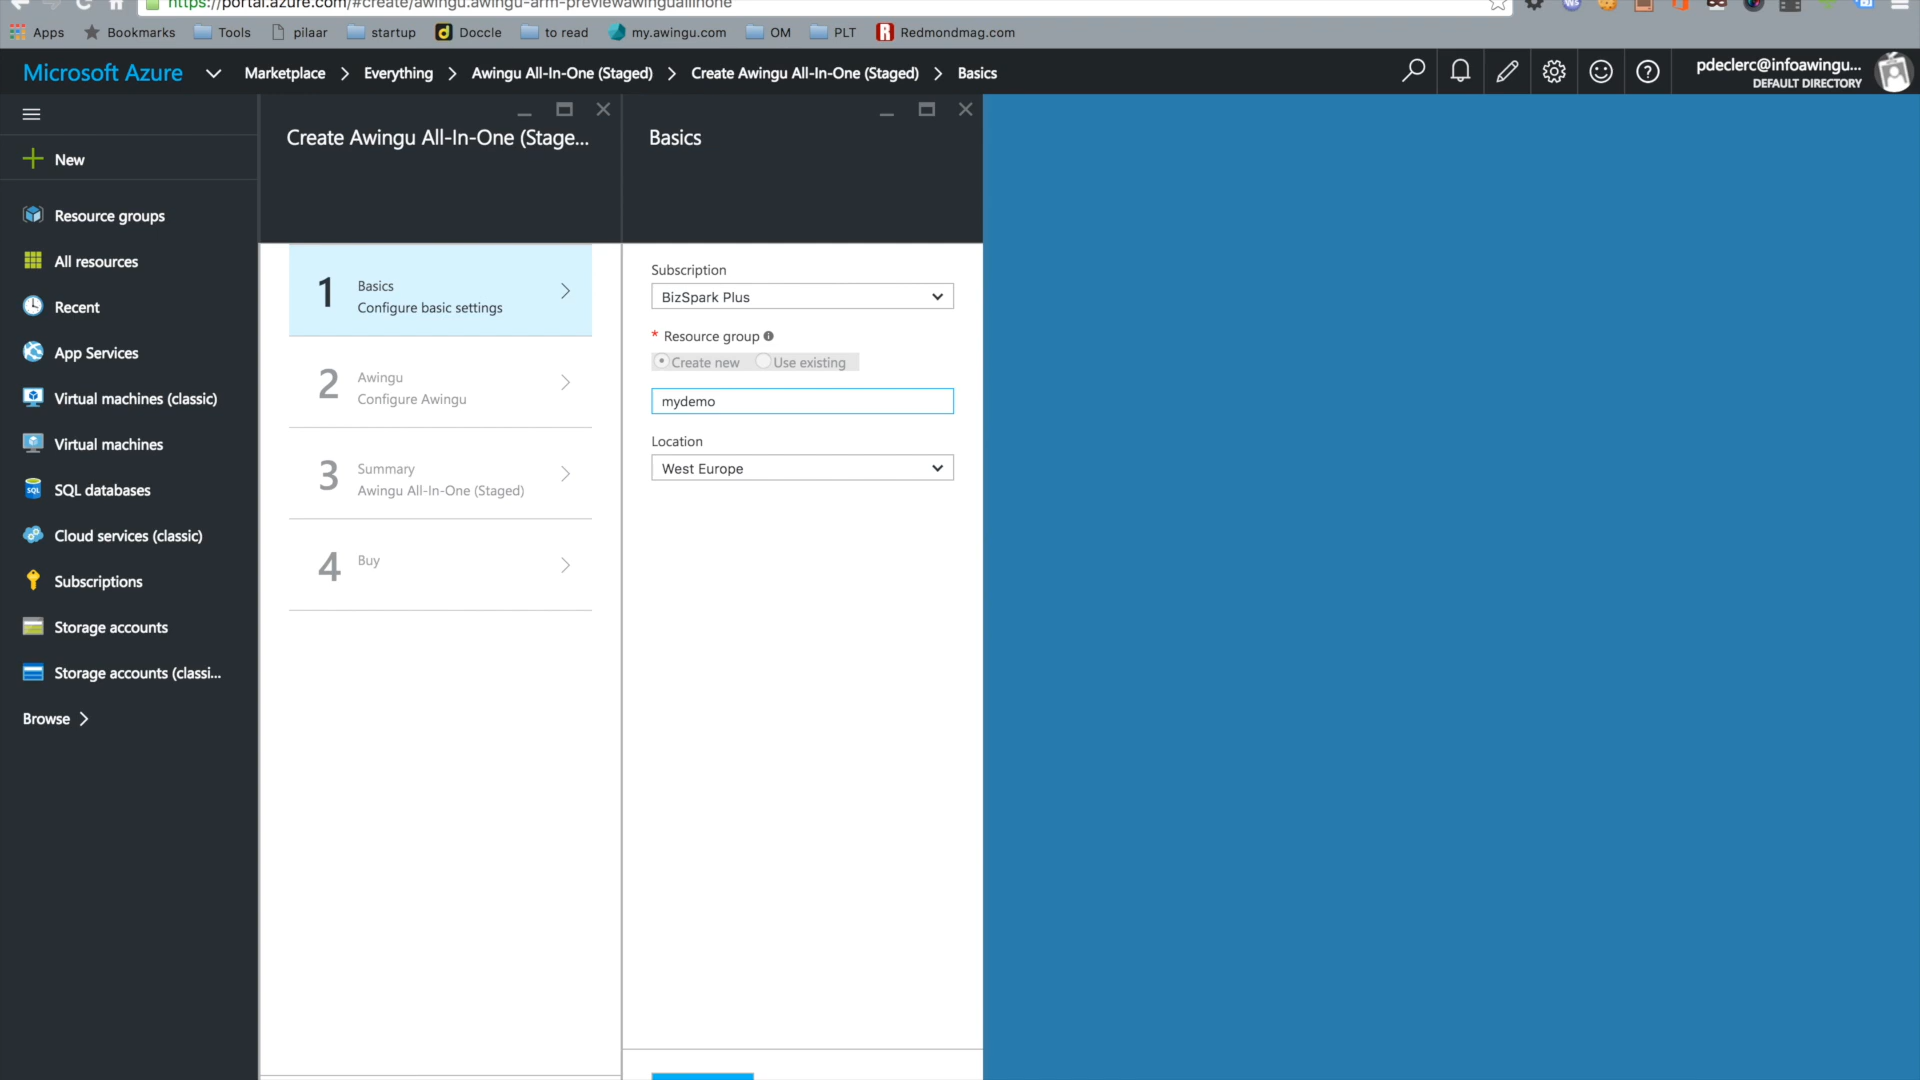 https://portal.azure.com/#create/awingu.awingu-arm-previewawinguallinone
Apps Bookmarks Tools pilaar startup Doccle to read my.awingu.com OM PLT Redmondmag.com
Microsoft Azure Marketplace Everything Awingu All-In-One (Staged) Create Awingu All-In-One (Staged) Basics
pdeclerc@infoawingu...
DEFAULT DIRECTORY
New
Resource groups
All resources
Recent
App Services
Virtual machines (classic)
Virtual machines
SQL databases
Cloud services (classic)
Subscriptions
Storage accounts
Storage accounts (classi...
Browse
Create Awingu All-In-One (Stage...
1 Basics
Configure basic settings
2 Awingu
Configure Awingu
3 Summary
Awingu All-In-One (Staged)
4 Buy
Basics
Subscription
BizSpark Plus
* Resource group
Create new Use existing
mydemo
Location
West Europe